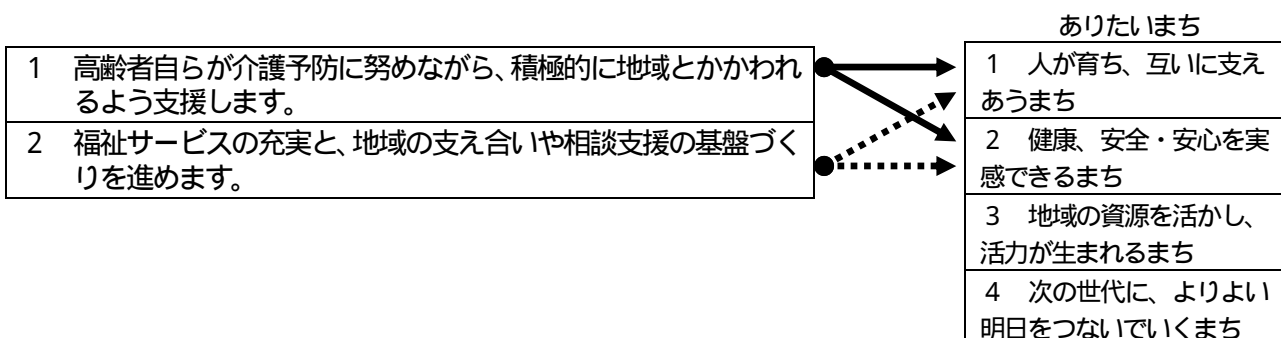 1 高齢者自らが介護予防に努めながら、積極的に地域とかかわれ
るよう支援します。
2 福祉サービスの充実と、地域の支え合いや相談支援の基盤づく
りを進めます。
ありたいまち
1 人が育ち、互いに支え
あうまち
2 健康、安全・安心を実
感できるまち
3 地域の資源を活かし、
活力が生まれるまち
4 次の世代に、よりよい
明日をつないでいくまち